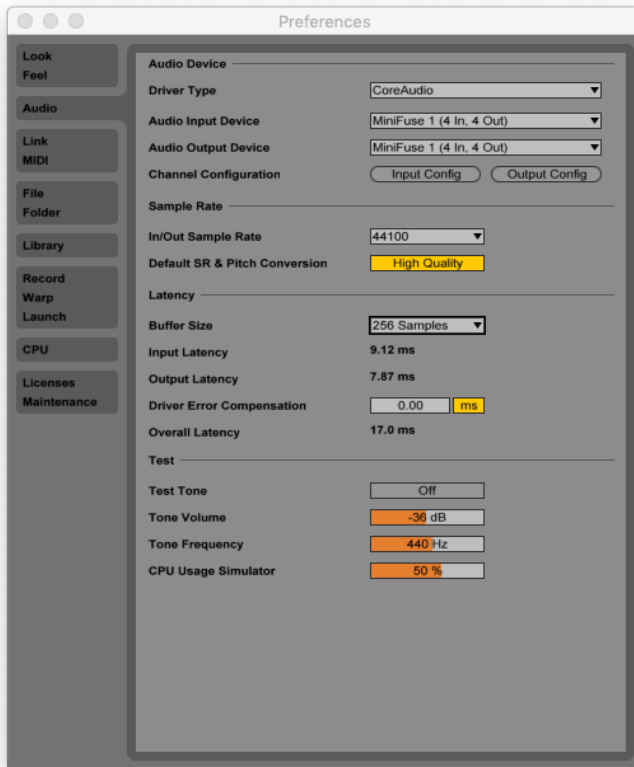 Preferences
Look
Feel
Audio
Link
MIDI
File
Folder
Library
Record
Warp
Launch
CPU
Licenses
Maintenance
Audio Device
Driver Type CoreAudio
Audio Input Device MiniFuse 1 (4 In, 4 Out)
Audio Output Device MiniFuse 1 (4 In, 4 Out)
Channel Configuration Input Config Output Config
Sample Rate
In/Out Sample Rate 44100
Default SR & Pitch Conversion High Quality
Latency
Buffer Size 256 Samples
Input Latency 9.12 ms
Output Latency 7.87 ms
Driver Error Compensation 0.00 ms
Overall Latency 17.0 ms
Test
Test Tone Off
Tone Volume -36 dB
Tone Frequency 440 Hz
CPU Usage Simulator 50 %